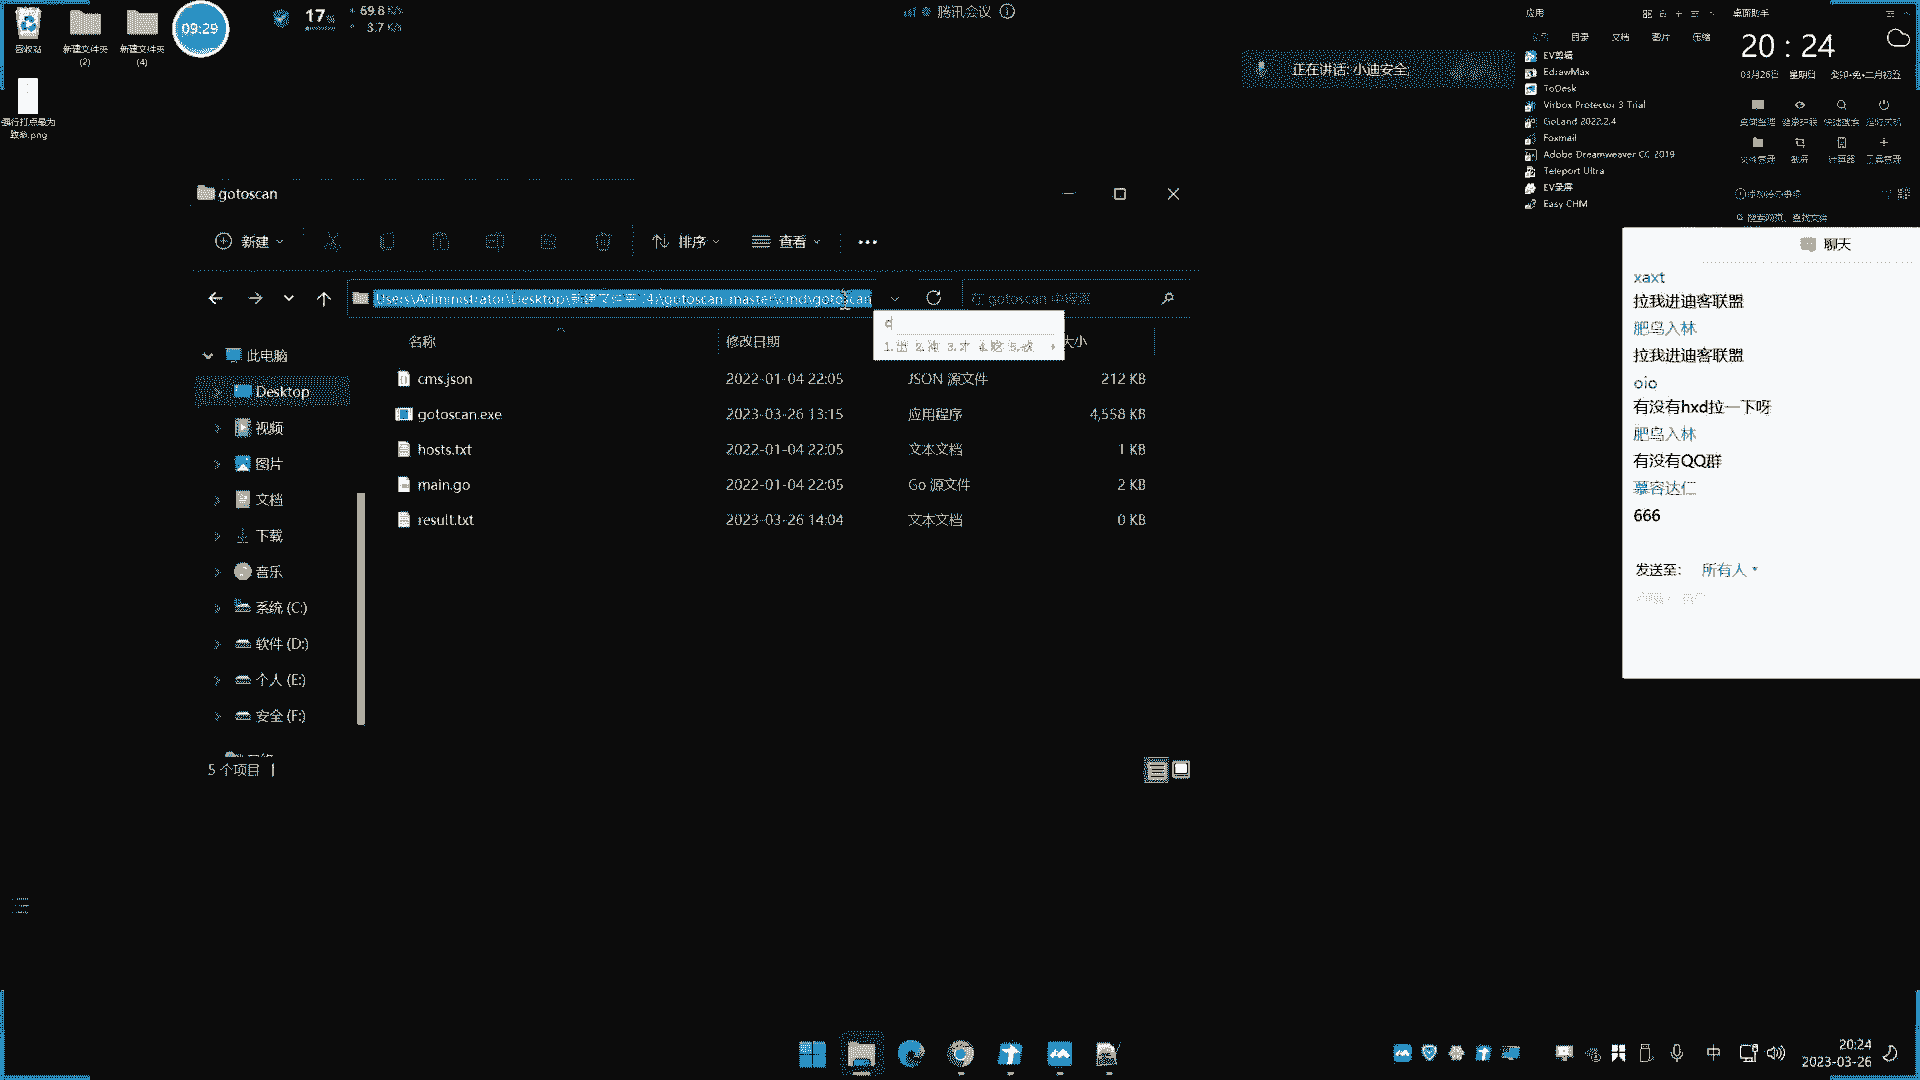 回收站
新建文件夹
(2)
新建文件夹
(4)
09:29
17%
69.8 K/s
3.7 K/s
腾讯会议
正在讲话: 小迪安全
应用
目录
文档
图片
压缩
EV剪辑
EdrawMax
ToDesk
Virbox Protector 3 Trial
GoLand 2022.2.4
Foxmail
Adobe Dreamweaver CC 2019
Teleport Ultra
EV录屏
Easy CHM
桌面助手
20 : 24
03月26日 星期日
gotoscan
新建
排序
查看
Users\Administrator\Desktop\新建文件夹 (4)\gotoscan-master\cmd\gotoscan
在 gotoscan 中搜索
c
名称
修改日期
大小
cms.json 2022-01-04 22:05 JSON 源文件 212 KB
gotoscan.exe 2023-03-26 13:15 应用程序 4,558 KB
hosts.txt 2022-01-04 22:05 文本文档 1 KB
main.go 2022-01-04 22:05 Go 源文件 2 KB
result.txt 2023-03-26 14:04 文本文档 0 KB
此电脑
Desktop
视频
图片
文档
下载
音乐
系统 (C:)
软件 (D:)
个人 (E:)
安全 (F:)
5 个项目
聊天
xaxt
拉我进迪客联盟
肥鸟入林
拉我进迪客联盟
oio
有没有hxd拉一下呀
肥鸟入林
有没有QQ群
慕容达仁
666
发送至: 所有人
中
20:24
2023-03-26